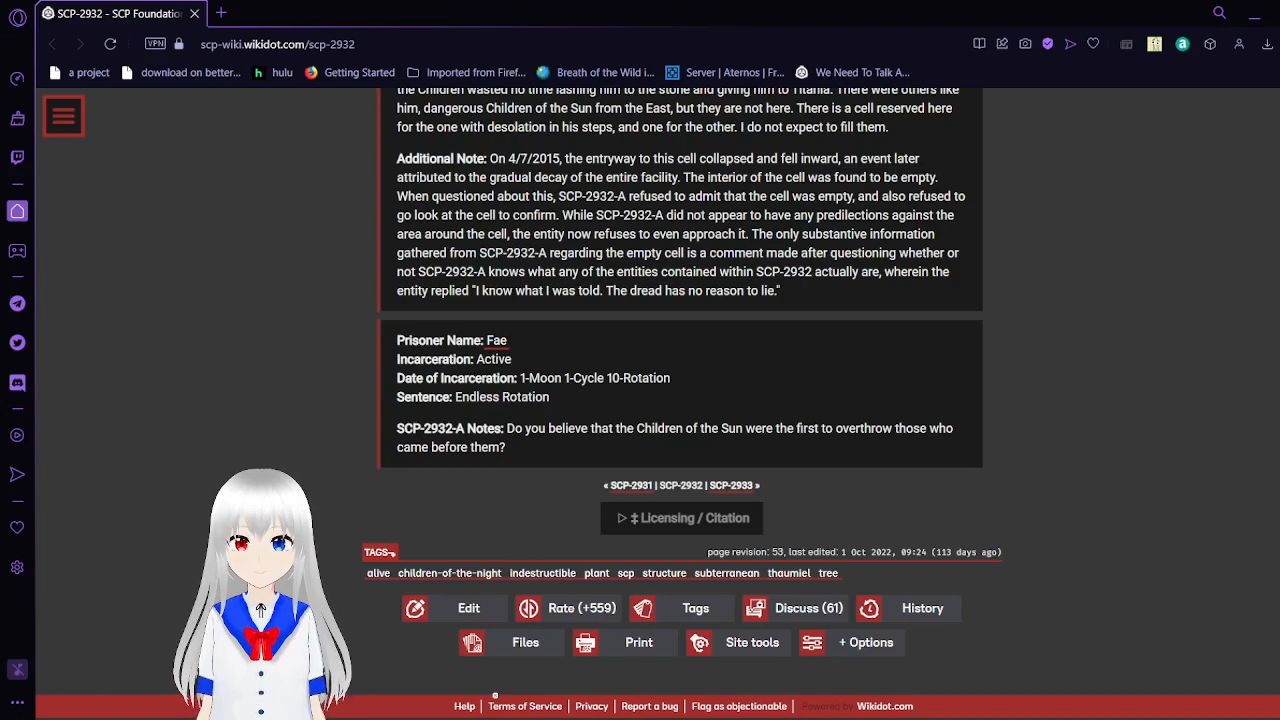 SCP-2932 - SCP Foundation
VPN
scp-wiki.wikidot.com/scp-2932
a project
download on better...
hulu
Getting Started
Imported from Firef...
Breath of the Wild i...
Server | Aternos | Fr...
We Need To Talk A...
the Children wasted no time lashing him to the stone and giving him to Titania. There were others like
him, dangerous Children of the Sun from the East, but they are not here. There is a cell reserved here
for the one with desolation in his steps, and one for the other. I do not expect to fill them.
Additional Note: On 4/7/2015, the entryway to this cell collapsed and fell inward, an event later
attributed to the gradual decay of the entire facility. The interior of the cell was found to be empty.
When questioned about this, SCP-2932-A refused to admit that the cell was empty, and also refused to
go look at the cell to confirm. While SCP-2932-A did not appear to have any predilections against the
area around the cell, the entity now refuses to even approach it. The only substantive information
gathered from SCP-2932-A regarding the empty cell is a comment made after questioning whether or
not SCP-2932-A knows what any of the entities contained within SCP-2932 actually are, wherein the
entity replied "I know what I was told. The dread has no reason to lie."
Prisoner Name: Fae
Incarceration: Active
Date of Incarceration: 1-Moon 1-Cycle 10-Rotation
Sentence: Endless Rotation
SCP-2932-A Notes: Do you believe that the Children of the Sun were the first to overthrow those who
came before them?
« SCP-2931 | SCP-2932 | SCP-2933 »
▷ ‡ Licensing / Citation
TAGS
page revision: 53, last edited: 1 Oct 2022, 09:24 (113 days ago)
alive children-of-the-night indestructible plant scp structure subterranean thaumiel tree
Edit Rate (+559) Tags Discuss (61) History
Files Print Site tools + Options
Help | Terms of Service | Privacy | Report a bug | Flag as objectionable | Powered by Wikidot.com